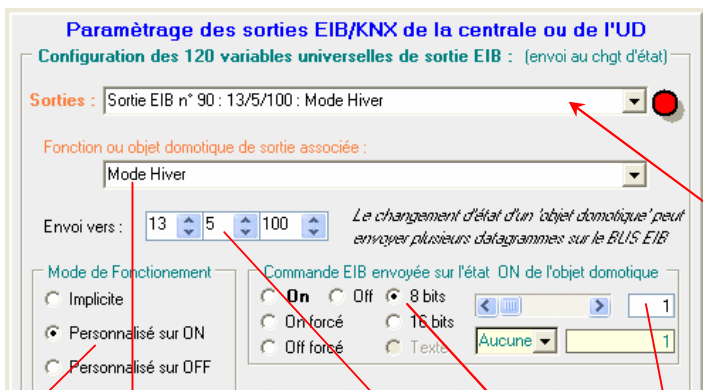 Paramètrage des sorties EIB/KNX de la centrale ou de l'UD
Configuration des 120 variables universelles de sortie EIB : (envoi au chgt d'état)
Sorties : Sortie EIB n° 90 : 13/5/100 : Mode Hiver
Fonction ou objet domotique de sortie associée :
Mode Hiver
Envoi vers : 13 5 100
Le changement d'état d'un 'objet domotique' peut
envoyer plusieurs datagrammes sur le BUS EIB
Mode de Fonctionement
Implicite
Personnalisé sur ON
Personnalisé sur OFF
Commande EIB envoyée sur l'état ON de l'objet domotique
On Off 8 bits 1
On forcé 16 bits
Off forcé Texte Aucune 1